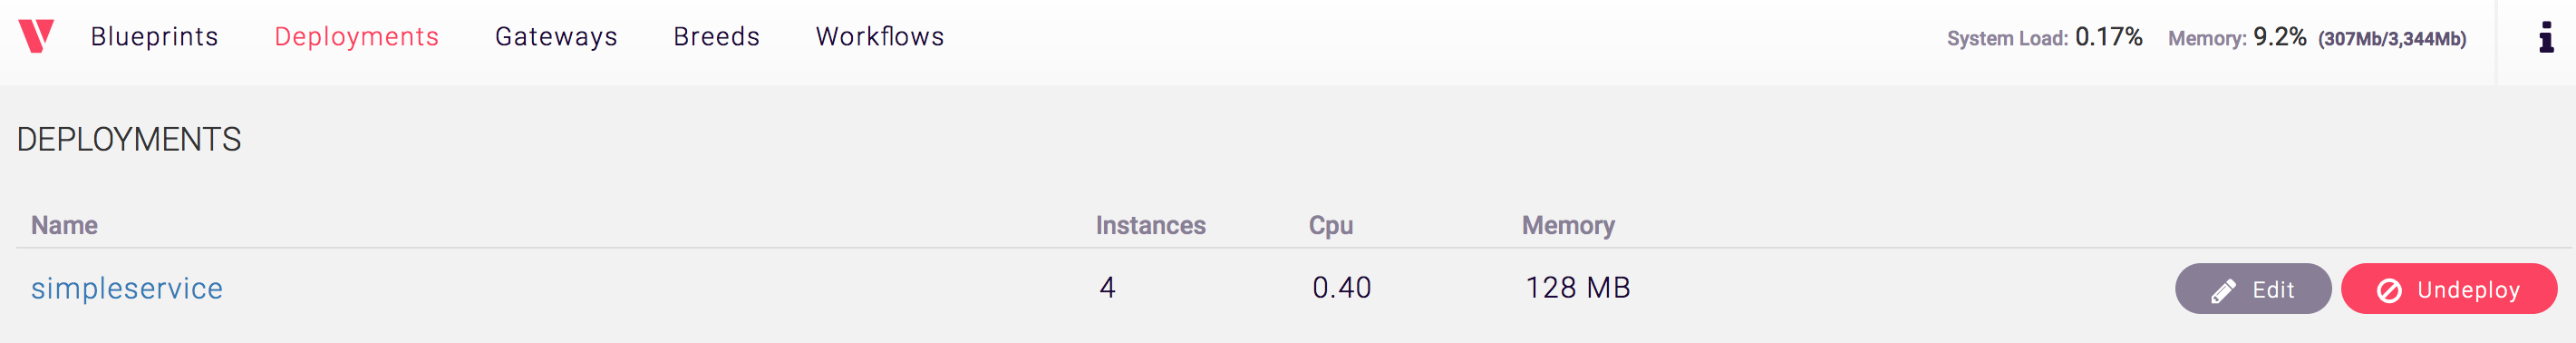 Blueprints Deployments Gateways Breeds Workflows System Load: 0.17% Memory: 9.2% (307Mb/3,344Mb)
DEPLOYMENTS
Name Instances Cpu Memory
simpleservice 4 0.40 128 MB Edit Undeploy